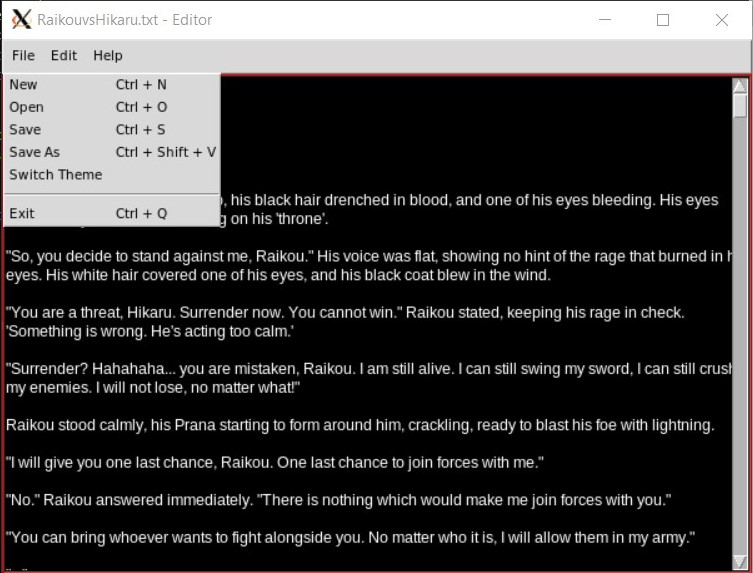 RaikouvsHikaru.txt - Editor
File Edit Help
New Ctrl + N
Open Ctrl + O
Save Ctrl + S
Save As Ctrl + Shift + V
Switch Theme
Exit Ctrl + Q
, his black hair drenched in blood, and one of his eyes bleeding. His eyes
g on his 'throne'.
"So, you decide to stand against me, Raikou." His voice was flat, showing no hint of the rage that burned in h
eyes. His white hair covered one of his eyes, and his black coat blew in the wind.
"You are a threat, Hikaru. Surrender now. You cannot win." Raikou stated, keeping his rage in check.
'Something is wrong. He's acting too calm.'
"Surrender? Hahahaha... you are mistaken, Raikou. I am still alive. I can still swing my sword, I can still crush
my enemies. I will not lose, no matter what!"
Raikou stood calmly, his Prana starting to form around him, crackling, ready to blast his foe with lightning.
"I will give you one last chance, Raikou. One last chance to join forces with me."
"No." Raikou answered immediately. "There is nothing which would make me join forces with you."
"You can bring whoever wants to fight alongside you. No matter who it is, I will allow them in my army."